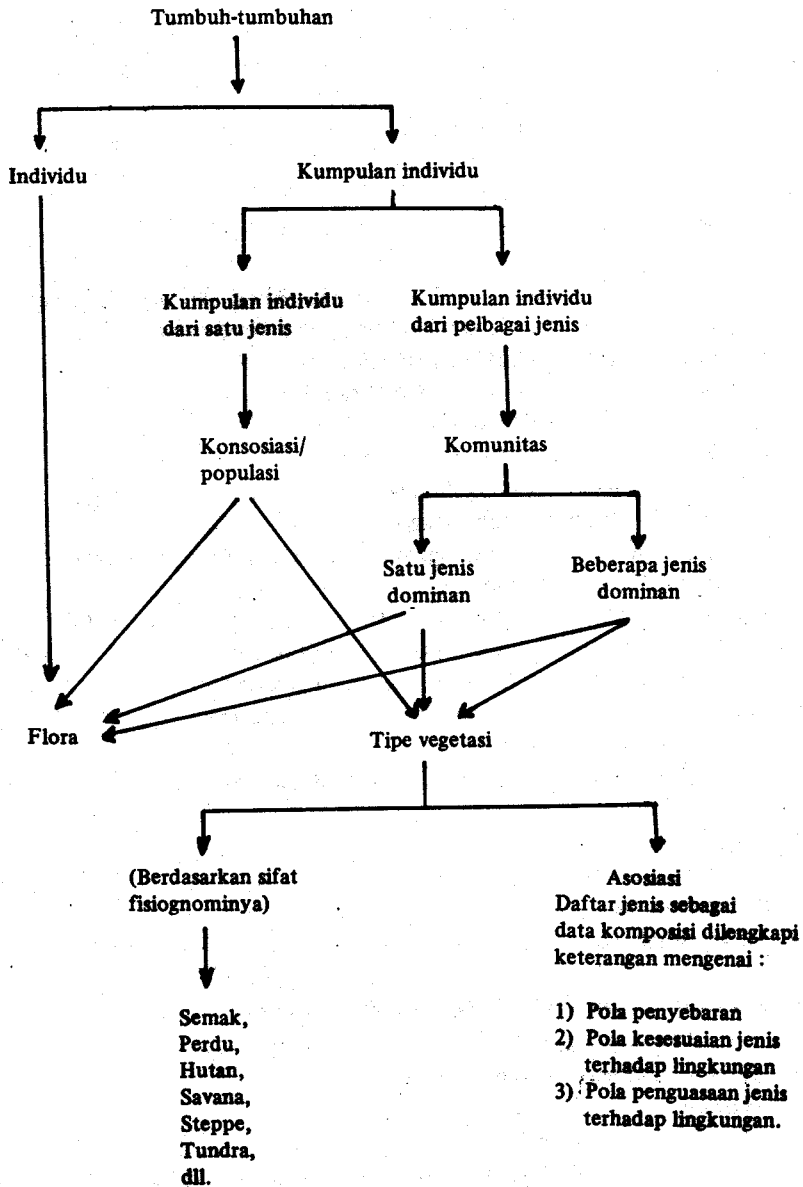 Tumbuh-tumbuhan
Individu
Kumpulan individu
Kumpulan individu
dari satu jenis
Kumpulan individu
dari pelbagai jenis
Konsosiasi/
populasi
Komunitas
Satu jenis
dominan
Beberapa jenis
dominan
Flora
Tipe vegetasi
(Berdasarkan sifat
fisiognominya)
Semak,
Perdu,
Hutan,
Savana,
Steppe,
Tundra,
dll.
Asosiasi
Daftar jenis sebagai
data komposisi dilengkapi
keterangan mengenai :
1) Pola penyebaran
2) Pola kesesuaian jenis
terhadap lingkungan
3) Pola penguasaan jenis
terhadap lingkungan.